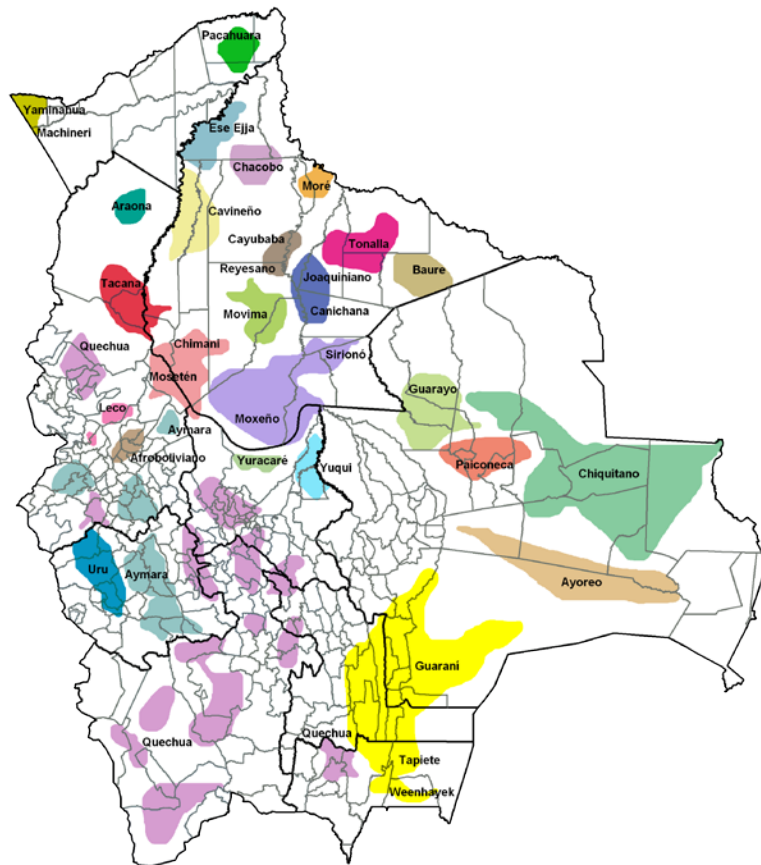 Pacahuara
Yaminahua
Machineri
Ese Ejja
Chacobo
Moré
Araona
Cavineño
Cayubaba
Tonalla
Reyesano
Joaquiniano
Baure
Tacana
Movima
Canichana
Quechua
Chimani
Sirionó
Mosetén
Guarayo
Leco
Moxeño
Aymara
Afroboliviano
Yuracaré
Yuqui
Paiconeca
Chiquitano
Uru
Aymara
Ayoreo
Guaraní
Quechua
Quechua
Tapiete
Weenhayek